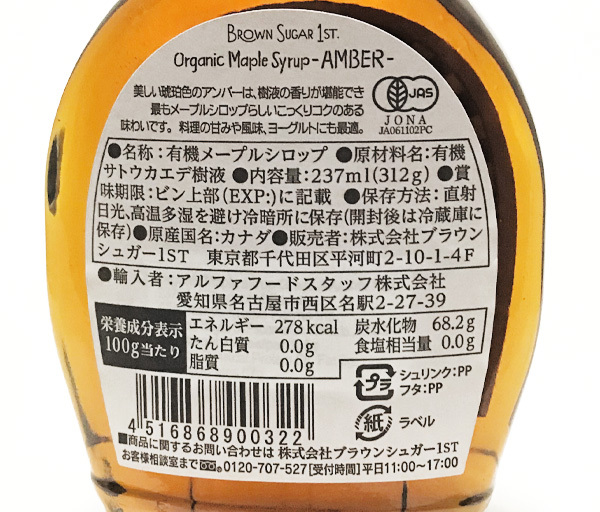 BROWN SUGAR 1ST.
Organic Maple Syrup -AMBER-
美しい琥珀色のアンバーは、樹液の香りが堪能でき
最もメープルシロップらしいこっくりコクのある
味わいです。料理の甘みや風味、ヨーグルトにも最適。
JAS
JONA
JA061102PC
●名称:有機メープルシロップ ●原材料名:有機
サトウカエデ樹液 ●内容量:237ml(312g) ●賞
味期限:ビン上部(EXP:)に記載 ●保存方法:直射
日光、高温多湿を避け冷暗所に保存(開封後は冷蔵庫に
保存)●原産国名:カナダ●販売者:株式会社ブラウン
シュガー1ST 東京都千代田区平河町2-10-1-4F
●輸入者:アルファフードスタッフ株式会社
愛知県名古屋市西区名駅2-27-39
栄養成分表示
100g当たり
エネルギー 278kcal 炭水化物 68.2g
たん白質 0.0g 食塩相当量 0.0g
脂質 0.0g
プラ シュリンク:PP
フタ:PP
紙 ラベル
4516868900322
商品に関するお問い合わせは 株式会社ブラウンシュガー1ST
お客様相談室まで 0120-707-527[受付時間]平日11:00〜17:00